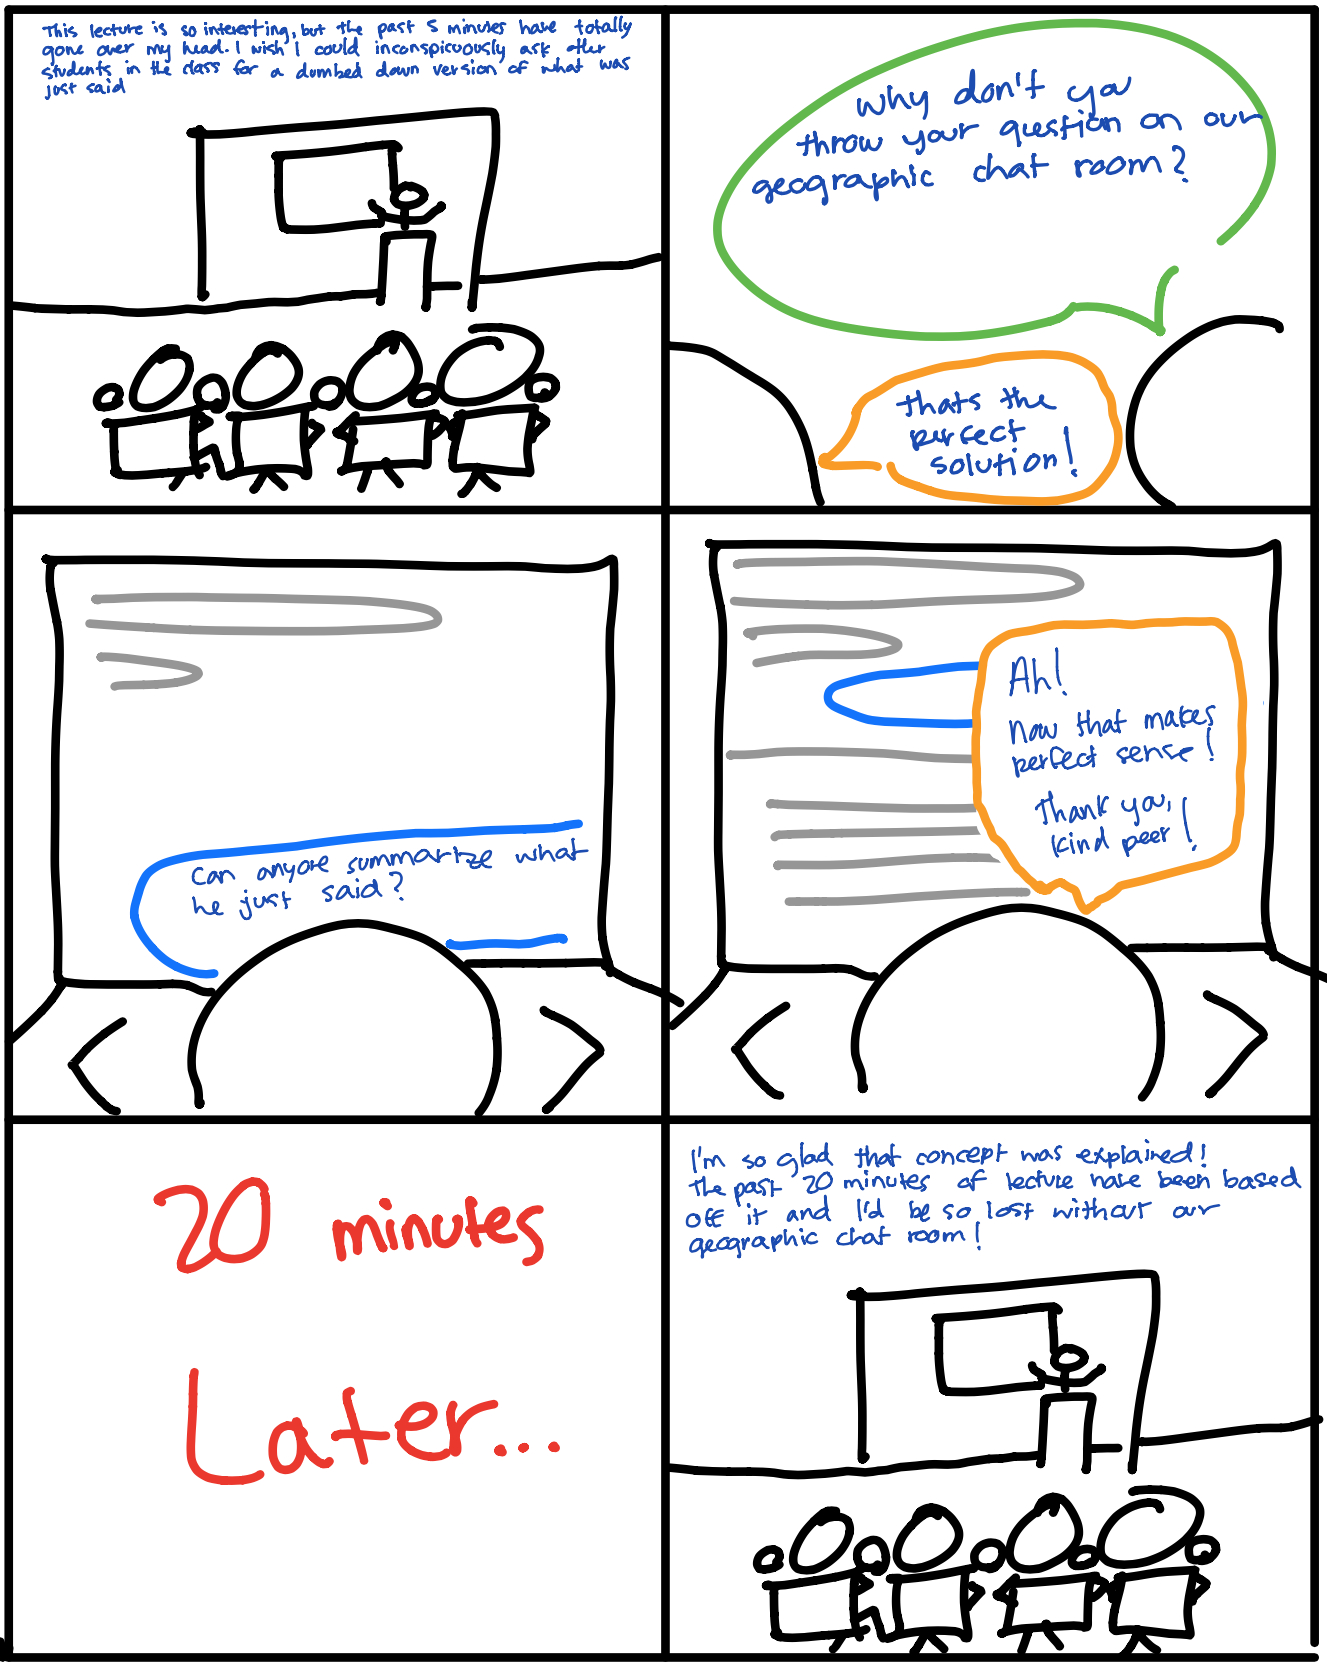 This lecture is so interesting, but the past 5 minutes have totally
gone over my head. I wish I could inconspicuously ask other
students in the class for a dumbed down version of what was
just said
Why don't you
throw your question on our
geographic chat room?
thats the
perfect
solution!
Can anyone summarize what
he just said?
Ah!
Now that makes
perfect sense!
Thank you,
kind peer!
20 minutes
Later...
I'm so glad that concept was explained!
The past 20 minutes of lecture have been based
off it and I'd be so lost without our
geographic chat room!